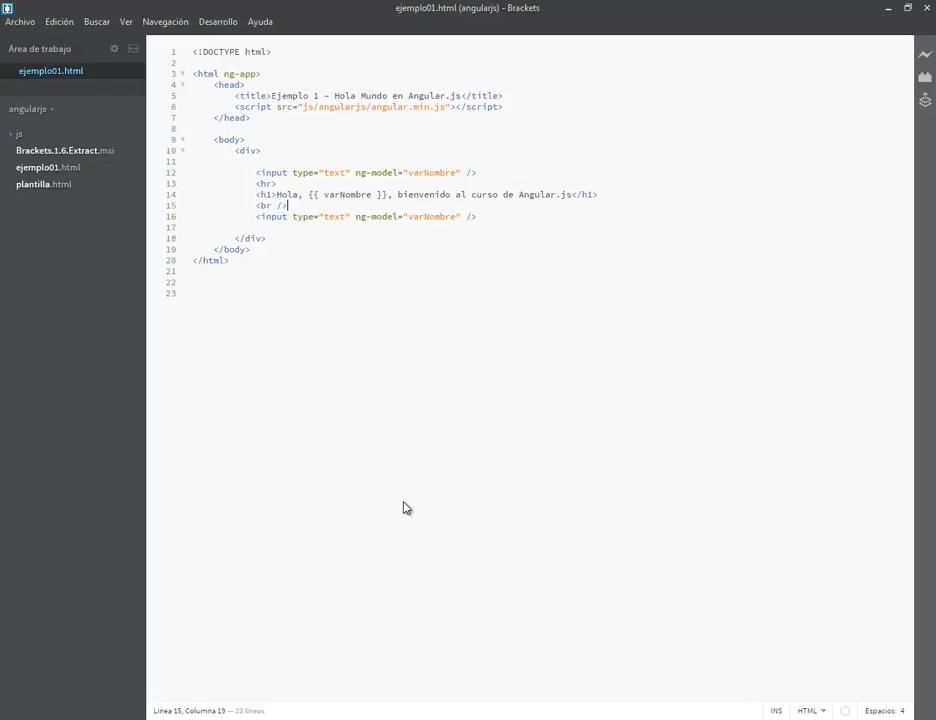 ejemplo01.html (angularjs) - Brackets
Archivo Edición Buscar Ver Navegación Desarrollo Ayuda
Área de trabajo
ejemplo01.html
angularjs
js
Brackets.1.6.Extract.msi
ejemplo01.html
plantilla.html
1 <!DOCTYPE html>
2
3 <html ng-app>
4 <head>
5 <title>Ejemplo 1 - Hola Mundo en Angular.js</title>
6 <script src="js/angularjs/angular.min.js"></script>
7 </head>
8
9 <body>
10 <div>
11
12 <input type="text" ng-model="varNombre" />
13 <hr>
14 <h1>Hola, {{ varNombre }}, bienvenido al curso de Angular.js</h1>
15 <br />
16 <input type="text" ng-model="varNombre" />
17
18 </div>
19 </body>
20 </html>
21
22
23
Línea 15, Columna 19 — 23 líneas INS HTML Espacios: 4